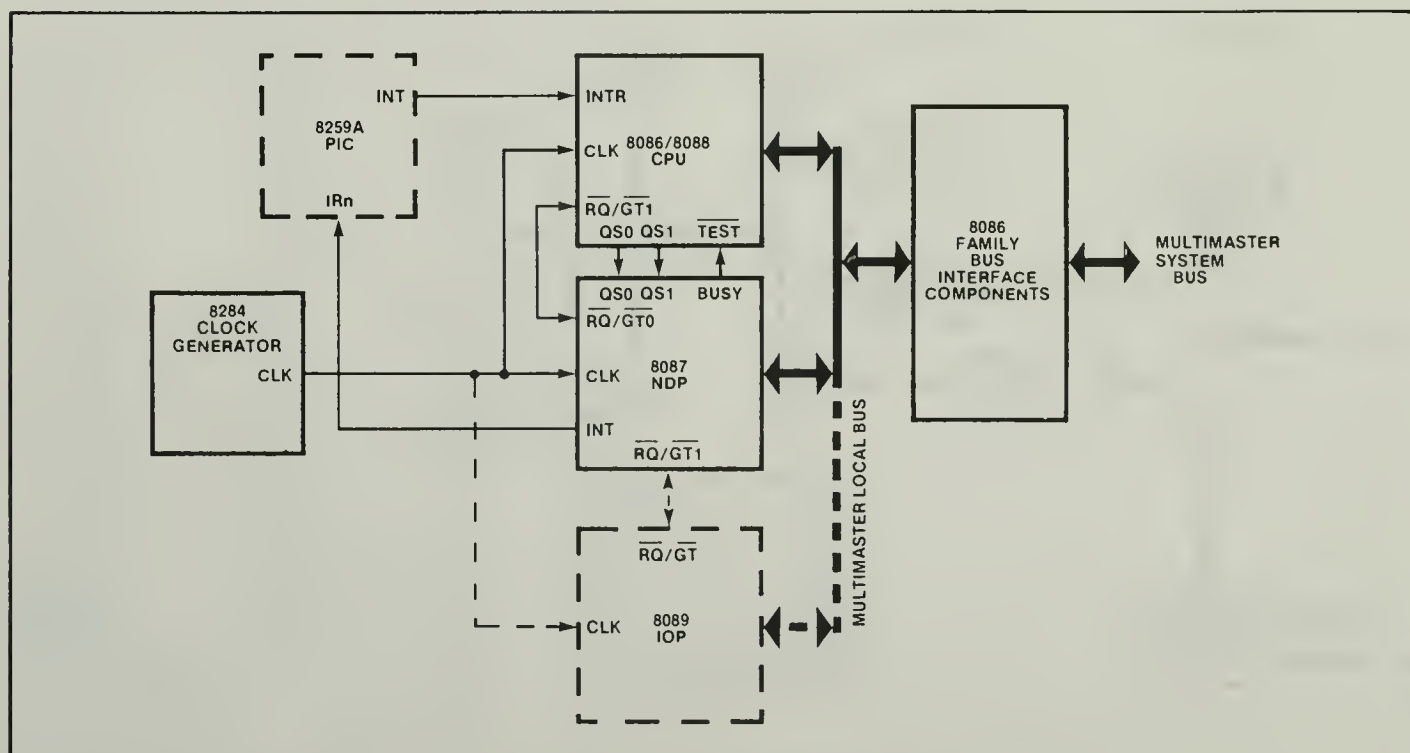 INT
8259A
PIC
IRn
INTR
CLK
8086/8088
CPU
RQ/GT1
QS0 QS1 TEST
8086
FAMILY
BUS
INTERFACE
COMPONENTS
MULTIMASTER
SYSTEM
BUS
8284
CLOCK
GENERATOR
CLK
QS0 QS1 BUSY
RQ/GT0
CLK
8087
NDP
INT
RQ/GT1
MULTIMASTER LOCAL BUS
RQ/GT
CLK
8089
IOP